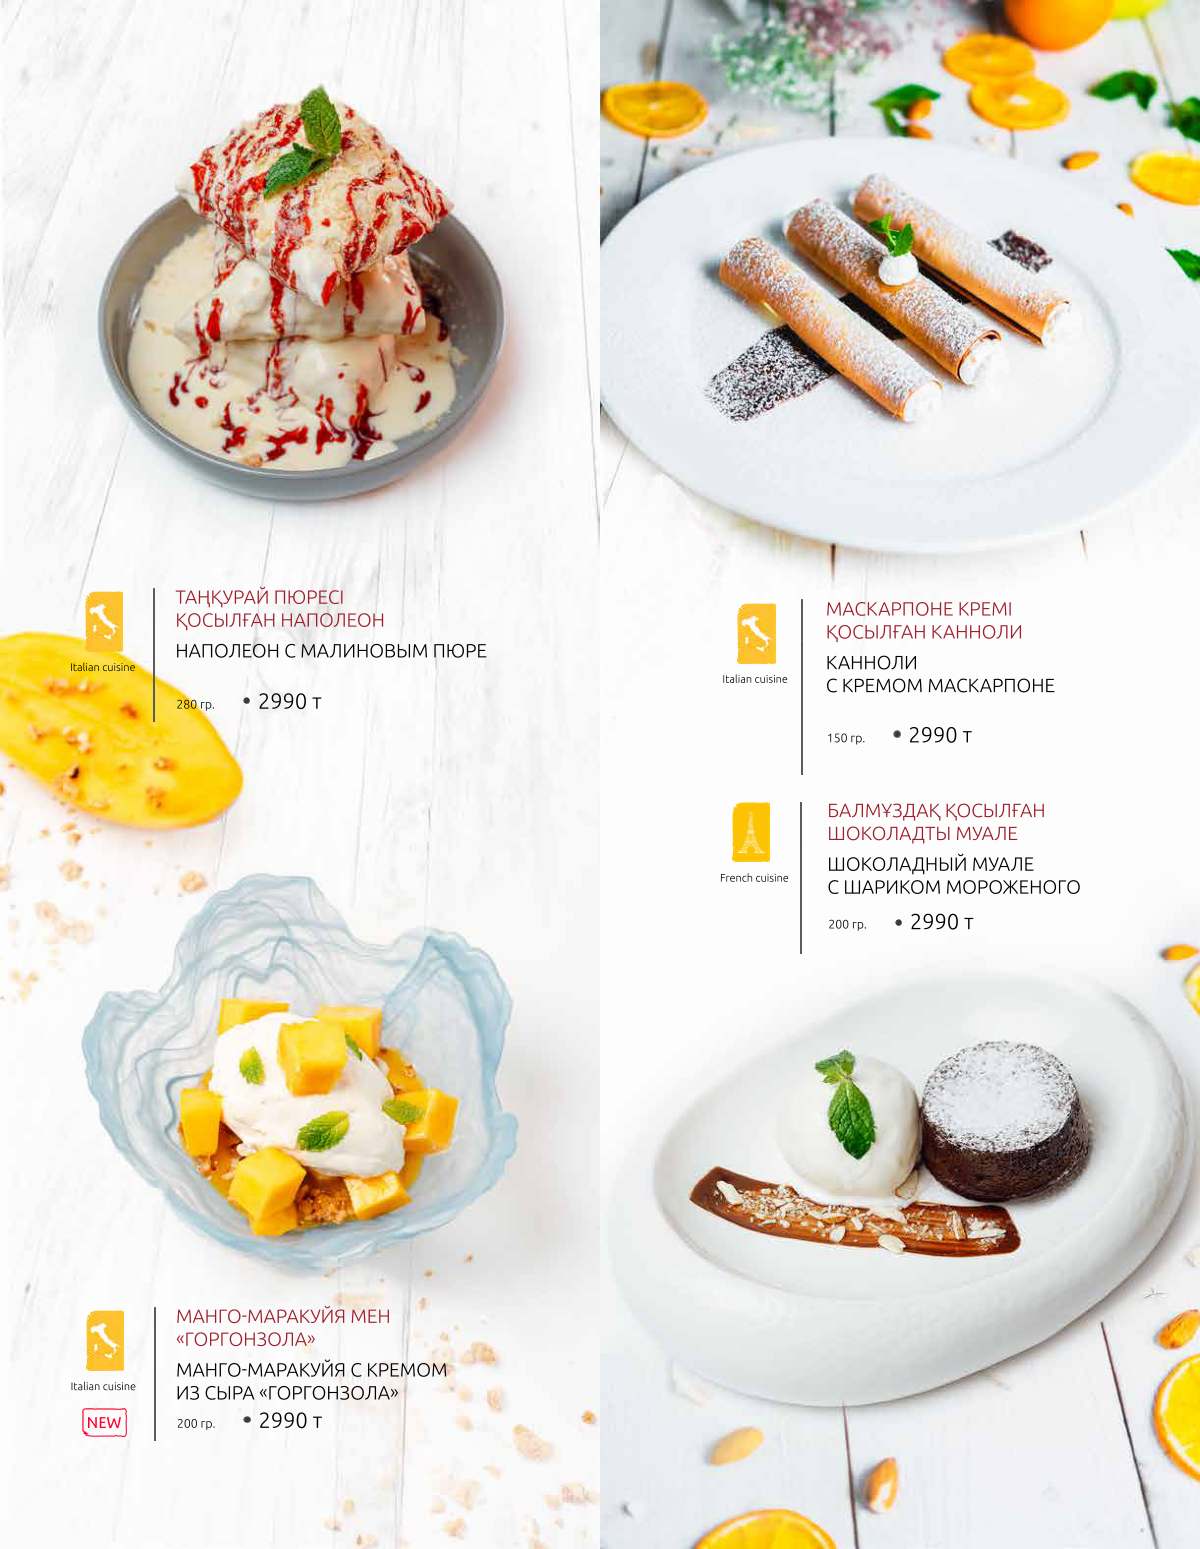 ТАҢҚУРАЙ ПЮРЕСІ
ҚОСЫЛҒАН НАПОЛЕОН
НАПОЛЕОН С МАЛИНОВЫМ ПЮРЕ
Italian cuisine
280 гр. • 2990 т
МАНГО-МАРАКУЙЯ МЕН
«ГОРГОНЗОЛА»
МАНГО-МАРАКУЙЯ С КРЕМОМ
ИЗ СЫРА «ГОРГОНЗОЛА»
Italian cuisine
NEW
200 гр. • 2990 т
МАСКАРПОНЕ КРЕМІ
ҚОСЫЛҒАН КАННОЛИ
КАННОЛИ
С КРЕМОМ МАСКАРПОНЕ
Italian cuisine
150 гр. • 2990 т
БАЛМҰЗДАҚ ҚОСЫЛҒАН
ШОКОЛАДТЫ МУАЛЕ
ШОКОЛАДНЫЙ МУАЛЕ
С ШАРИКОМ МОРОЖЕНОГО
French cuisine
200 гр. • 2990 т